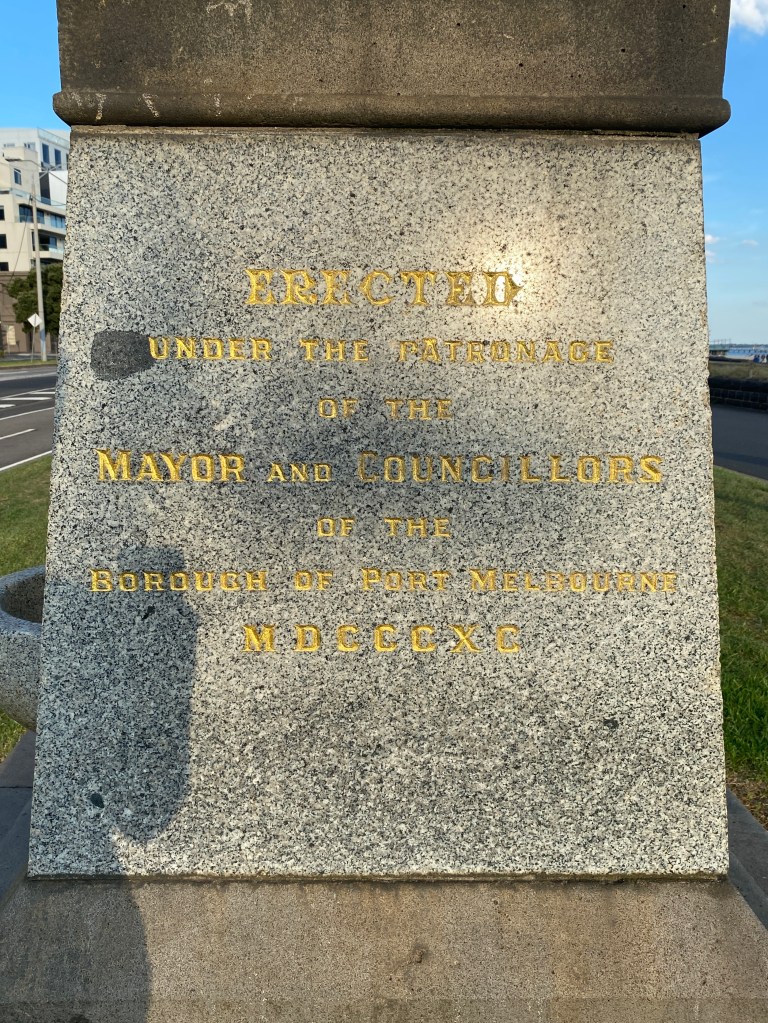 ERECTED
UNDER THE PATRONAGE
OF THE
MAYOR AND COUNCILLORS
OF THE
BOROUGH OF PORT MELBOURNE
MDCCCXC